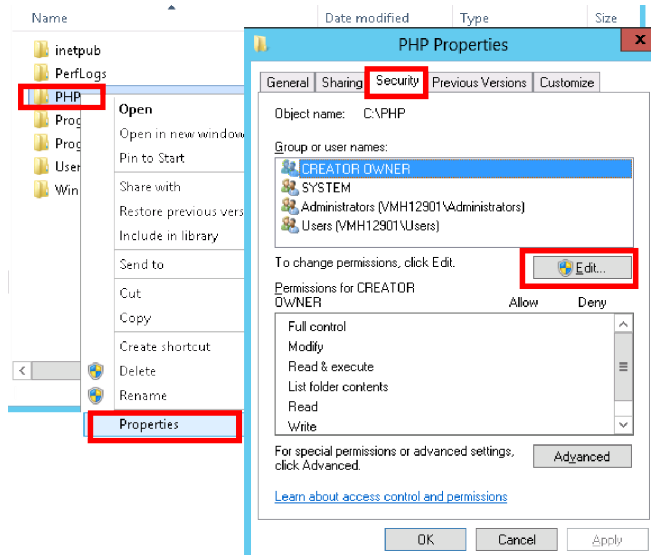 Name Date modified Type Size
inetpub
PerfLogs
PHP
Prog
Prog
User
Win
Open
Open in new window
Pin to Start
Share with
Restore previous vers
Include in library
Send to
Cut
Copy
Create shortcut
Delete
Rename
Properties
PHP Properties
x
General Sharing Security Previous Versions Customize
Object name: C:\PHP
Group or user names:
CREATOR OWNER
SYSTEM
Administrators (VMH12901\Administrators)
Users (VMH12901\Users)
To change permissions, click Edit.
Edit...
Permissions for CREATOR
OWNER Allow Deny
Full control
Modify
Read & execute
List folder contents
Read
Write
For special permissions or advanced settings,
click Advanced.
Advanced
Learn about access control and permissions
OK Cancel Apply